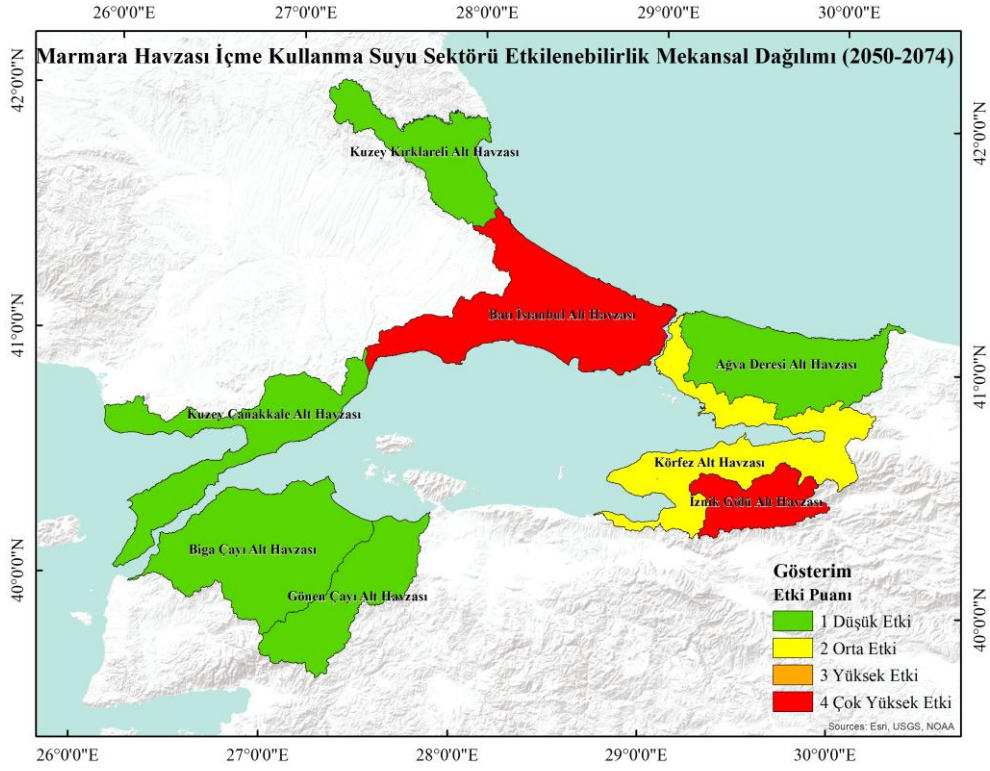 26°0'0"E 27°0'0"E 28°0'0"E 29°0'0"E 30°0'0"E
Marmara Havzası İçme Kullanma Suyu Sektörü Etkilenebilirlik Mekansal Dağılımı (2050-2074)
42°0'0"N
42°0'0"N
Kuzey Kırklareli Alt Havzası
41°0'0"N
Batı İstanbul Alt Havzası
Ağva Deresi Alt Havzası
41°0'0"N
Kuzey Çanakkale Alt Havzası
Körfez Alt Havzası
İznik Gölü Alt Havzası
Biga Çayı Alt Havzası
40°0'0"N
Gönen Çayı Alt Havzası
40°0'0"N
Gösterim
Etki Puanı
1 Düşük Etki
2 Orta Etki
3 Yüksek Etki
4 Çok Yüksek Etki
Sources: Esri, USGS, NOAA
26°0'0"E 27°0'0"E 28°0'0"E 29°0'0"E 30°0'0"E